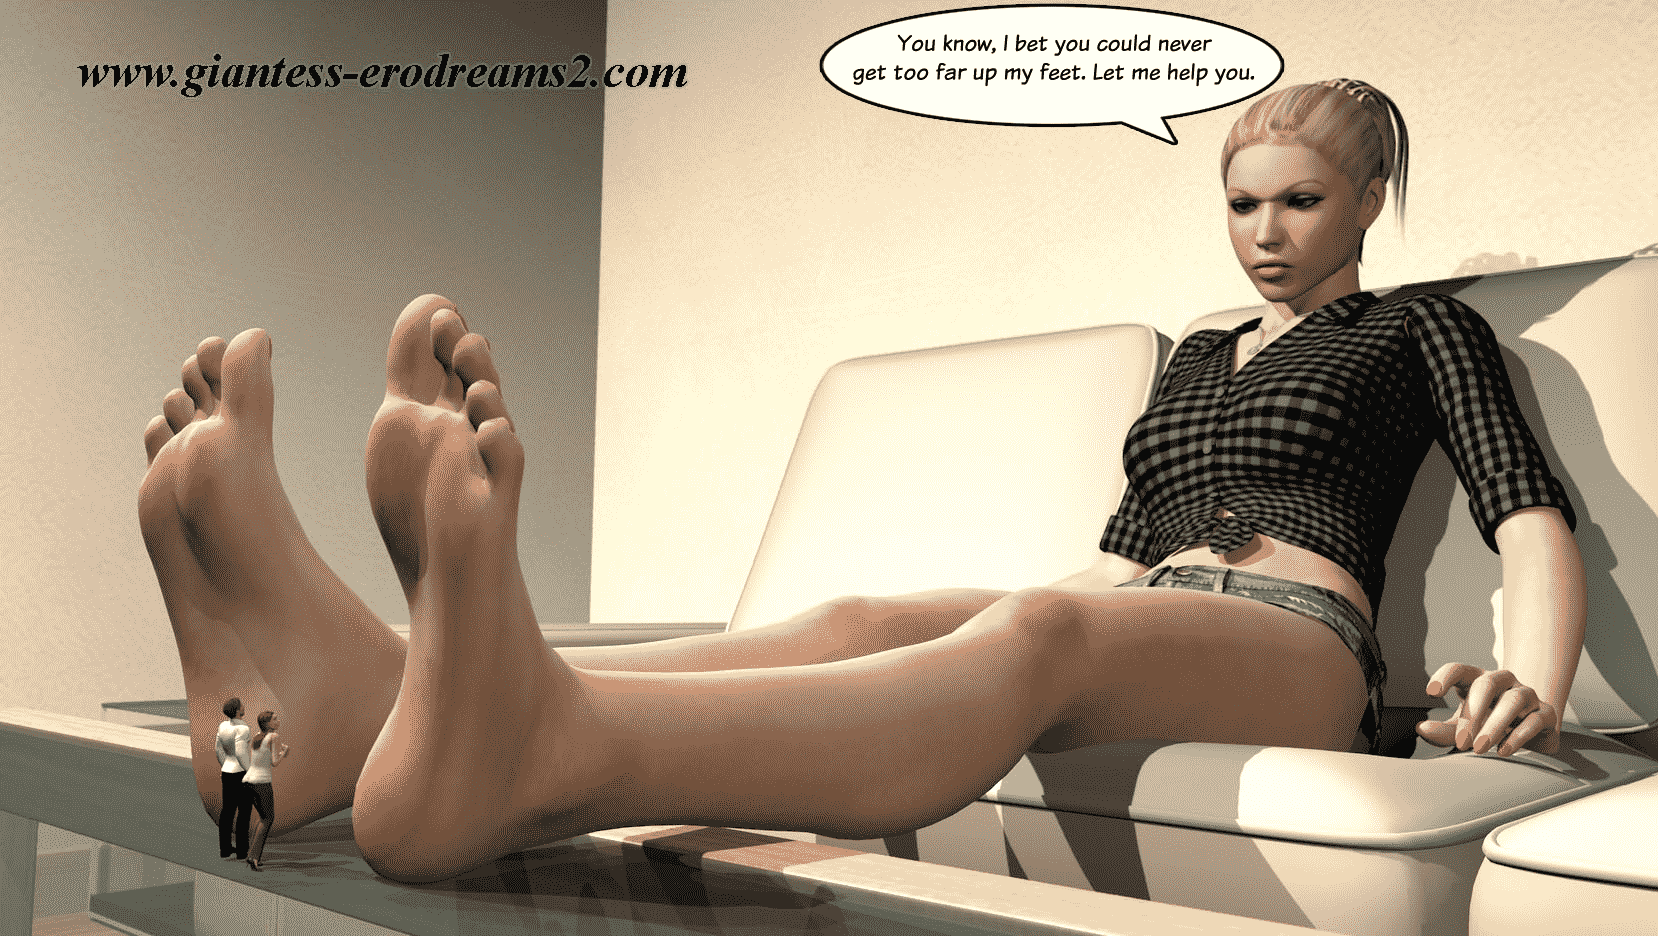 www.giantess-erodreams2.com
You know, I bet you could never
get too far up my feet. Let me help you.